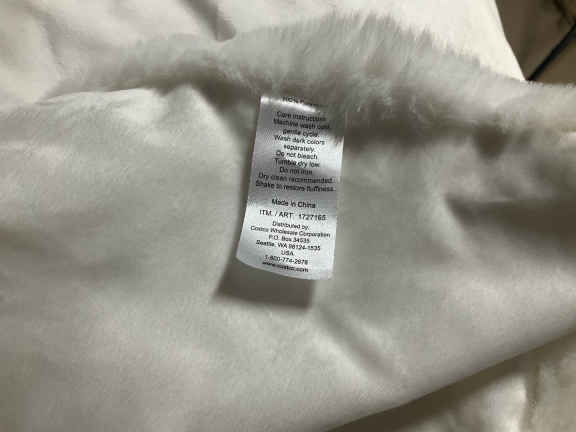 100% Polyester
Care Instructions:
Machine wash cold,
gentle cycle.
Wash dark colors
separately.
Do not bleach.
Tumble dry low.
Do not iron.
Dry clean recommended.
Shake to restore fluffiness.
Made in China
ITM. / ART. 1727165
Distributed by:
Costco Wholesale Corporation
P.O. Box 34535
Seattle, WA 98124-1535
USA
1-800-774-2678
www.costco.com